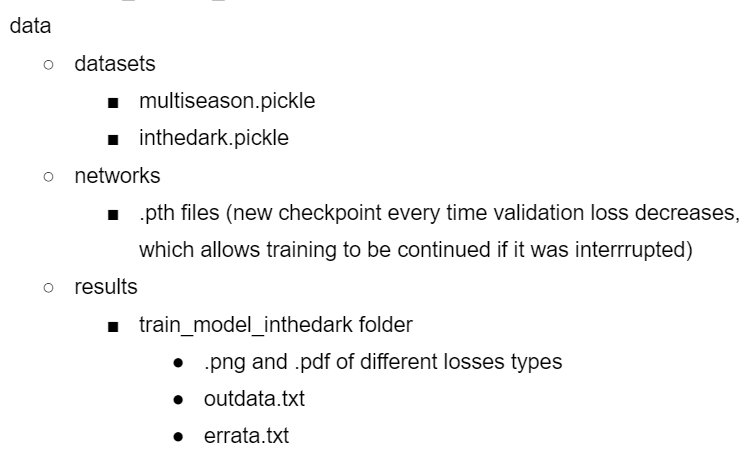 data
○ datasets
■ multiseason.pickle
■ inthedark.pickle
○ networks
■ .pth files (new checkpoint every time validation loss decreases,
which allows training to be continued if it was interrrupted)
○ results
■ train_model_inthedark folder
● .png and .pdf of different losses types
● outdata.txt
● errata.txt